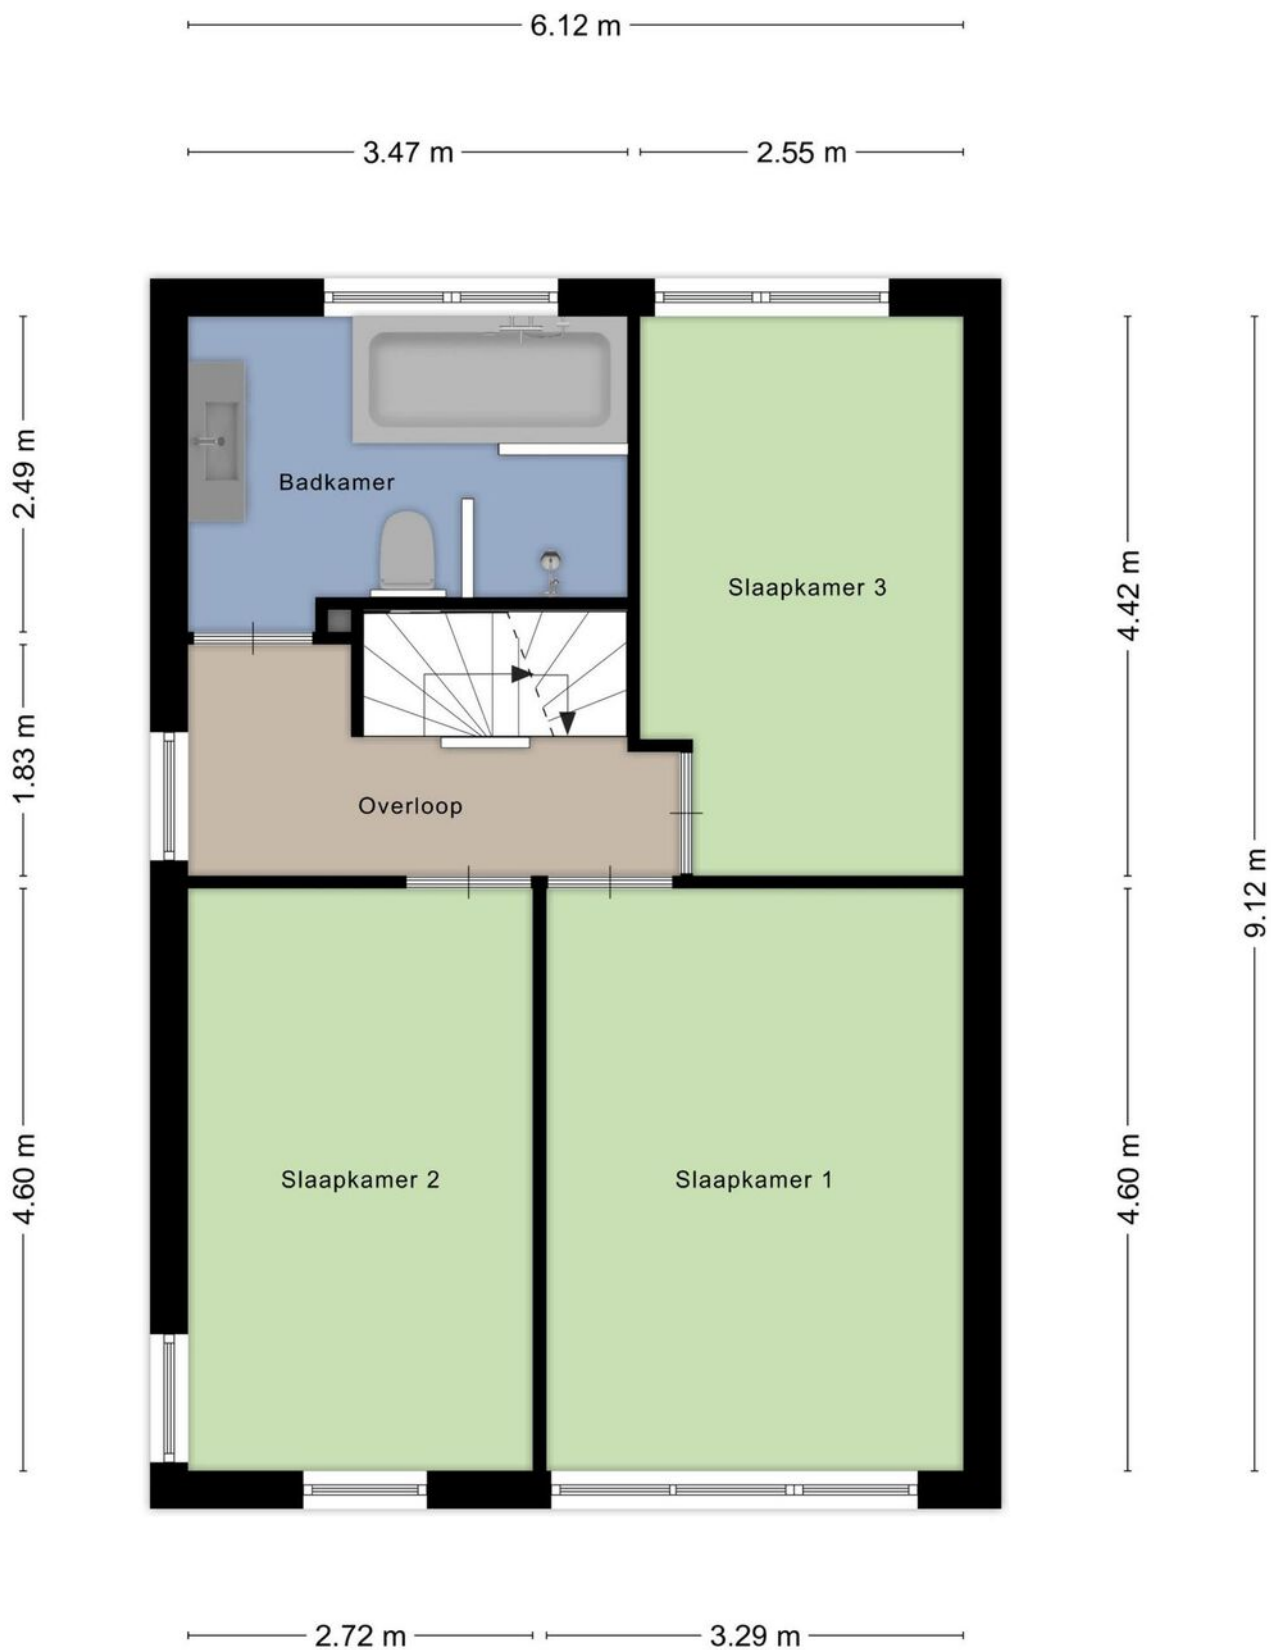 6.12 m
3.47 m
2.55 m
2.49 m
Badkamer
Slaapkamer 3
4.42 m
1.83 m
Overloop
9.12 m
4.60 m
Slaapkamer 2
Slaapkamer 1
4.60 m
2.72 m
3.29 m